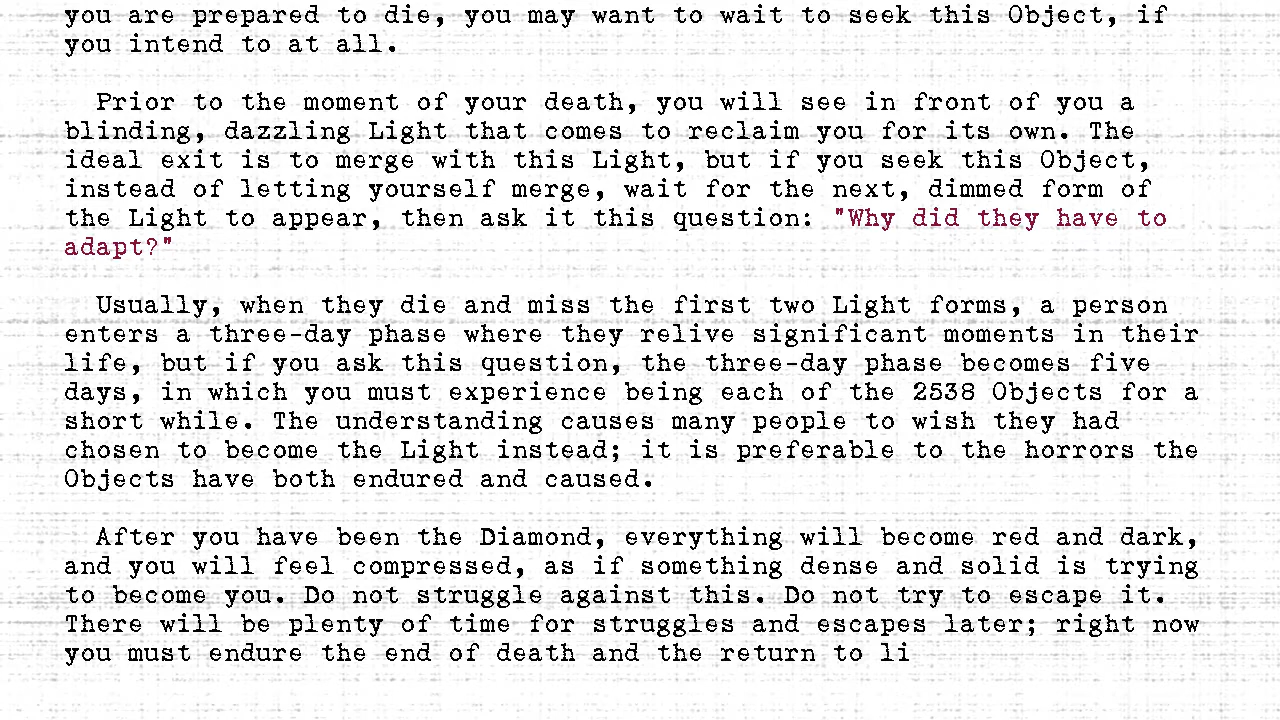 you are prepared to die, you may want to wait to seek this Object, if
you intend to at all.
Prior to the moment of your death, you will see in front of you a
blinding, dazzling Light that comes to reclaim you for its own. The
ideal exit is to merge with this Light, but if you seek this Object,
instead of letting yourself merge, wait for the next, dimmed form of
the Light to appear, then ask it this question: "Why did they have to
adapt?"
Usually, when they die and miss the first two Light forms, a person
enters a three-day phase where they relive significant moments in their
life, but if you ask this question, the three-day phase becomes five
days, in which you must experience being each of the 2538 Objects for a
short while. The understanding causes many people to wish they had
chosen to become the Light instead; it is preferable to the horrors the
Objects have both endured and caused.
After you have been the Diamond, everything will become red and dark,
and you will feel compressed, as if something dense and solid is trying
to become you. Do not struggle against this. Do not try to escape it.
There will be plenty of time for struggles and escapes later; right now
you must endure the end of death and the return to li